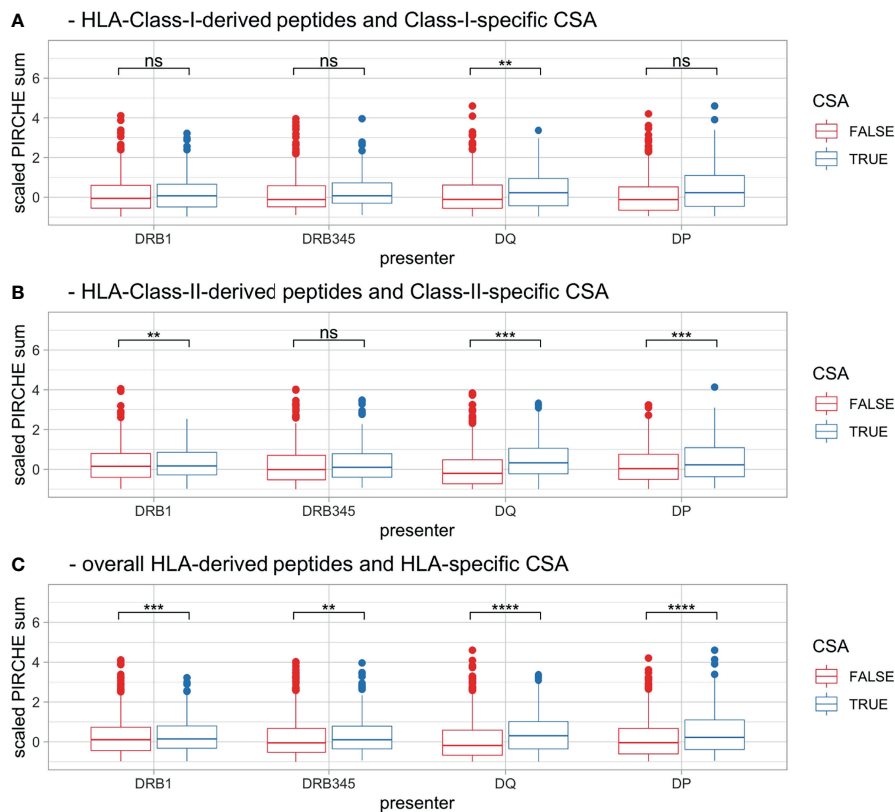 A - HLA-Class-I-derived peptides and Class-I-specific CSA
ns ns ** ns
6
4
2
0
scaled PIRCHE sum
DRB1 DRB345 DQ DP
presenter
CSA
FALSE
TRUE
B - HLA-Class-II-derived peptides and Class-II-specific CSA
** ns *** ***
6
4
2
0
scaled PIRCHE sum
DRB1 DRB345 DQ DP
presenter
CSA
FALSE
TRUE
C - overall HLA-derived peptides and HLA-specific CSA
*** ** **** ****
6
4
2
0
scaled PIRCHE sum
DRB1 DRB345 DQ DP
presenter
CSA
FALSE
TRUE